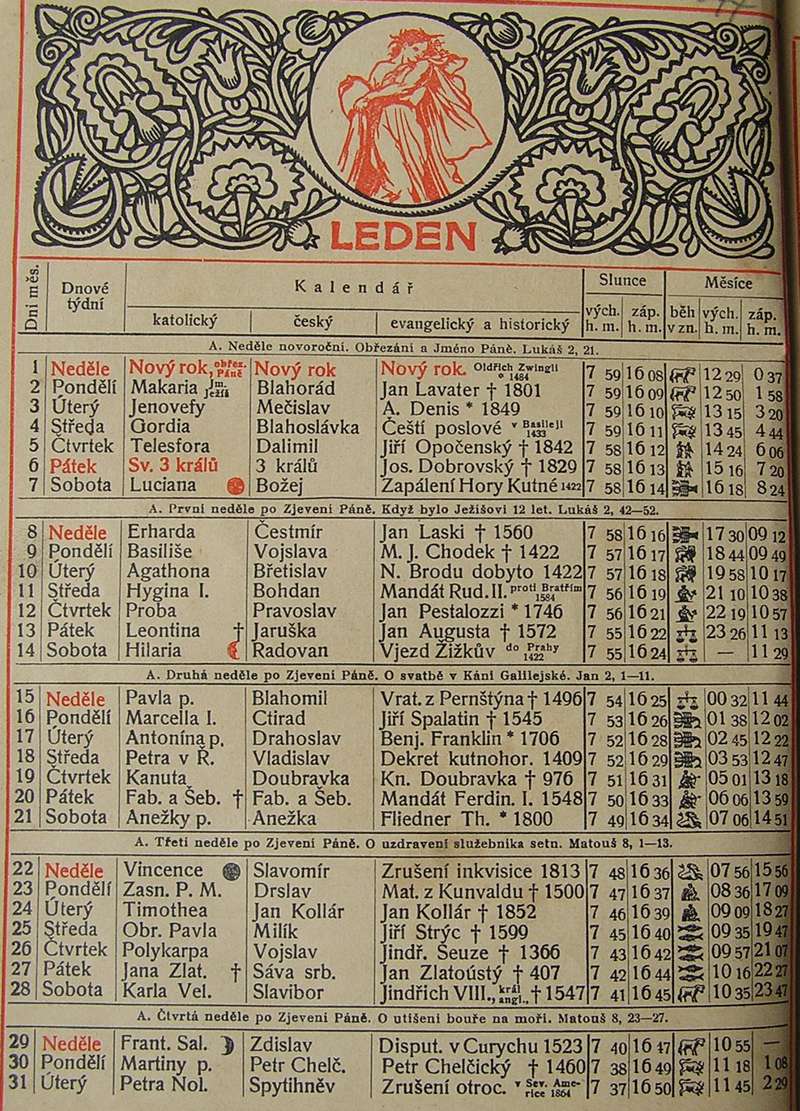 LEDEN
Dni měs. Dnové týdní Kalendář Slunce Měsíce
katolický český evangelický a historický vých. h. m. záp. h. m. běh v zn. vých. h. m. záp. h. m.
A. Neděle novoroční. Obřezání a Jméno Páně. Lukáš 2, 21.
1 Neděle Nový rok, obřez. Páně Nový rok Nový rok. Oldřich Zwingli * 1484 7 59 16 08 12 29 0 37
2 Pondělí Makaria Jm. Ježíš Blahorád Jan Lavater † 1801 7 59 16 09 12 50 1 58
3 Úterý Jenovefy Mečislav A. Denis * 1849 7 59 16 10 13 15 3 20
4 Středa Gordia Blahoslávka Čeští poslové v Basileji 1433 7 59 16 11 13 45 4 44
5 Čtvrtek Telesfora Dalimil Jiří Opočenský † 1842 7 58 16 12 14 24 6 06
6 Pátek Sv. 3 králů 3 králů Jos. Dobrovský † 1829 7 58 16 13 15 16 7 20
7 Sobota Luciana Božej Zapálení Hory Kutné 1422 7 58 16 14 16 18 8 24
A. První neděle po Zjevení Páně. Když bylo Ježíšovi 12 let. Lukáš 2, 42—52.
8 Neděle Erharda Čestmír Jan Laski † 1560 7 58 16 16 17 30 09 12
9 Pondělí Basiliše Vojslava M. J. Chodek † 1422 7 57 16 17 18 44 09 49
10 Úterý Agathona Břetislav N. Brodu dobyto 1422 7 57 16 18 19 58 10 17
11 Středa Hygina I. Bohdan Mandát Rud. II. proti Bratřím 1584 7 56 16 19 21 10 10 38
12 Čtvrtek Proba Pravoslav Jan Pestalozzi * 1746 7 56 16 21 22 19 10 57
13 Pátek Leontina † Jaruška Jan Augusta † 1572 7 55 16 22 23 26 11 13
14 Sobota Hilaria Radovan Vjezd Žižkův do Prahy 1422 7 55 16 24 — 11 29
A. Druhá neděle po Zjevení Páně. O svatbě v Káni Galilejské. Jan 2, 1—11.
15 Neděle Pavla p. Blahomil Vrat. z Pernštýna † 1496 7 54 16 25 00 32 11 44
16 Pondělí Marcella I. Ctirad Jiří Spalatin † 1545 7 53 16 26 01 38 12 02
17 Úterý Antonína p. Drahoslav Benj. Franklin * 1706 7 52 16 28 02 45 12 22
18 Středa Petra v Ř. Vladislav Dekret kutnohor. 1409 7 52 16 29 03 53 12 47
19 Čtvrtek Kanuta Doubravka Kn. Doubravka † 976 7 51 16 31 05 01 13 18
20 Pátek Fab. a Šeb. † Fab. a Šeb. Mandát Ferdin. I. 1548 7 50 16 33 06 06 13 59
21 Sobota Anežky p. Anežka Fliedner Th. * 1800 7 49 16 34 07 06 14 51
A. Třetí neděle po Zjevení Páně. O uzdravení služebníka setn. Matouš 8, 1—13.
22 Neděle Vincence Slavomír Zrušení inkvisice 1813 7 48 16 36 07 56 15 56
23 Pondělí Zasn. P. M. Drslav Mat. z Kunvaldu † 1500 7 47 16 37 08 36 17 09
24 Úterý Timothea Jan Kollár Jan Kollár † 1852 7 46 16 39 09 09 18 27
25 Středa Obr. Pavla Milík Jiří Strýc † 1599 7 45 16 40 09 35 19 47
26 Čtvrtek Polykarpa Vojslav Jindř. Seuze † 1366 7 43 16 42 09 57 21 07
27 Pátek Jana Zlat. † Sáva srb. Jan Zlatoústý † 407 7 42 16 44 10 16 22 27
28 Sobota Karla Vel. Slavibor Jindřich VIII., král angl., † 1547 7 41 16 45 10 35 23 47
A. Čtvrtá neděle po Zjevení Páně. O utišení bouře na moři. Matouš 8, 23—27.
29 Neděle Frant. Sal. Zdislav Disput. v Curychu 1523 7 40 16 47 10 55 —
30 Pondělí Martiny p. Petr Chelč. Petr Chelčický † 1460 7 38 16 49 11 18 1 08
31 Úterý Petra Nol. Spytihněv Zrušení otroc. v Sev. Americe 1864 7 37 16 50 11 45 2 29